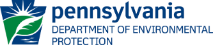 pennsylvania
DEPARTMENT OF ENVIRONMENTAL
PROTECTION